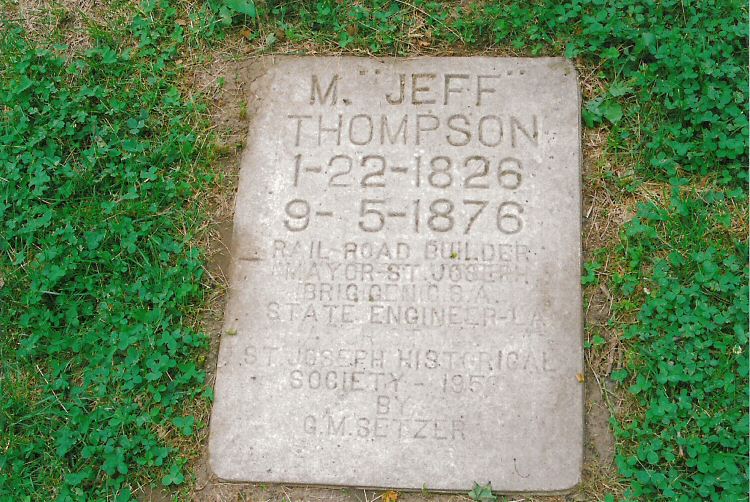 M. "JEFF"
THOMPSON
1-22-1826
9-5-1876
RAIL-ROAD BUILDER
MAYOR-ST. JOSEPH
BRIG.GEN.C.S.A.
STATE ENGINEER-LA
ST JOSEPH HISTORICAL
SOCIETY -
BY
G.M.SETZER